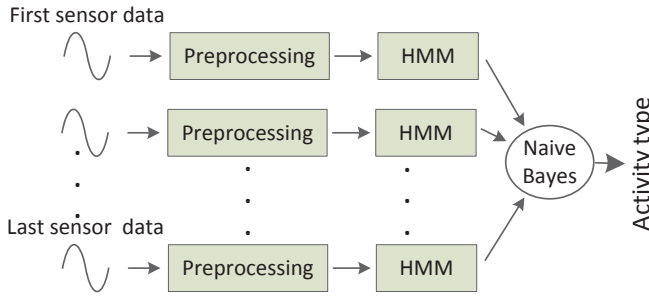 First sensor data
Preprocessing
HMM
Preprocessing
HMM
Naive
Bayes
Activity type
Last sensor data
Preprocessing
HMM